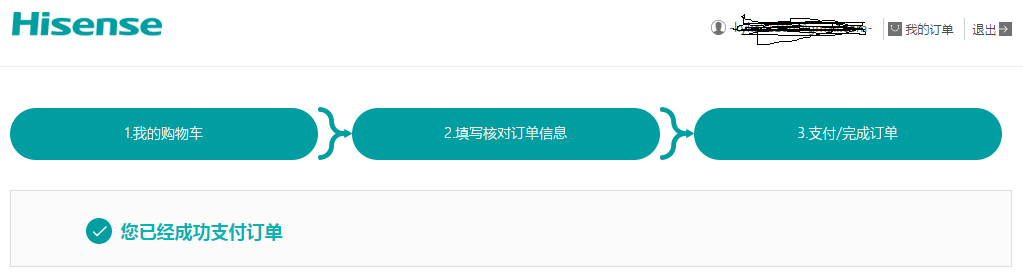 Hisense
我的订单
退出
1.我的购物车
2.填写核对订单信息
3.支付/完成订单
您已经成功支付订单